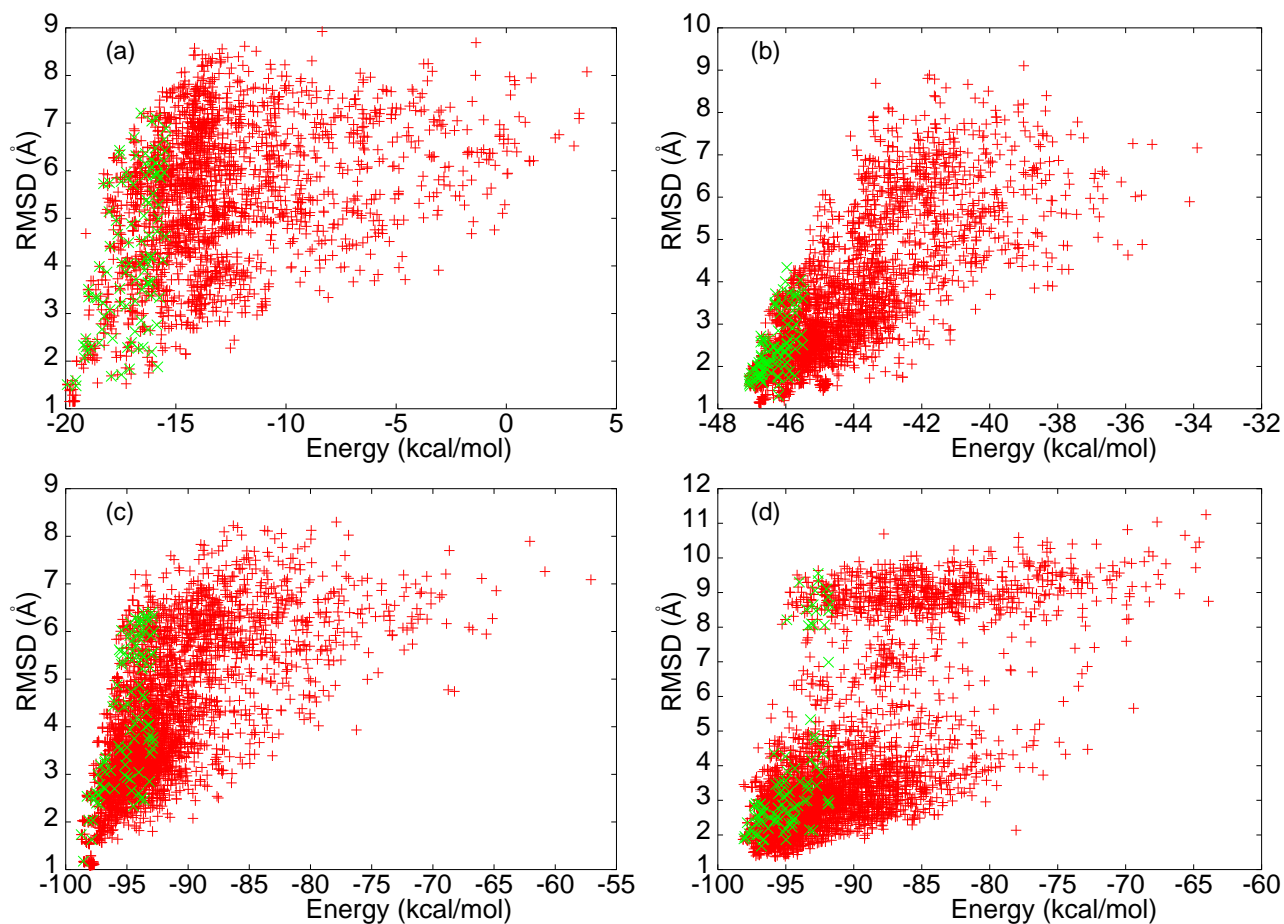 (a)
RMSD (Å)
9
8
7
6
5
4
3
2
1
-20 -15 -10 -5 0 5
Energy (kcal/mol)
(b)
RMSD (Å)
10
9
8
7
6
5
4
3
2
1
-48 -46 -44 -42 -40 -38 -36 -34 -32
Energy (kcal/mol)
(c)
RMSD (Å)
9
8
7
6
5
4
3
2
1
-100 -95 -90 -85 -80 -75 -70 -65 -60 -55
Energy (kcal/mol)
(d)
RMSD (Å)
12
11
10
9
8
7
6
5
4
3
2
1
-100 -95 -90 -85 -80 -75 -70 -65 -60
Energy (kcal/mol)